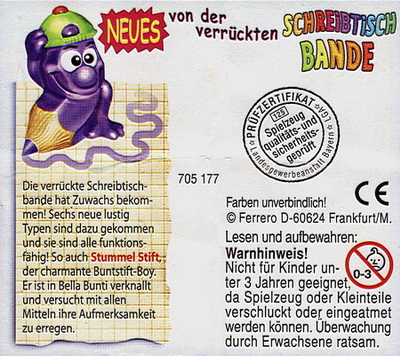 NEUES von der
verrückten
SCHREIBTISCH
BANDE
PRÜFZERTIFIKAT LGA
Landesgewerbeanstalt Bayern
125
Spielzeug
qualitäts- und
sicherheits-
geprüft
705 177
Die verrückte Schreibtisch-
bande hat Zuwachs bekom-
men! Sechs neue lustig
Typen sind dazu gekommen
und sie sind alle funktions-
fähig! So auch Stummel Stift,
der charmante Buntstift-Boy.
Er ist in Bella Bunti verknallt
und versucht mit allen
Mitteln ihre Aufmerksamkeit
zu erregen.
CE
Farben unverbindlich!
© Ferrero D-60624 Frankfurt/M.
Lesen und aufbewahren:
Warnhinweis!
Nicht für Kinder un-
ter 3 Jahren geeignet,
da Spielzeug oder Kleinteile
verschluckt oder eingeatmet
werden können. Überwachung
durch Erwachsene ratsam.
0-3